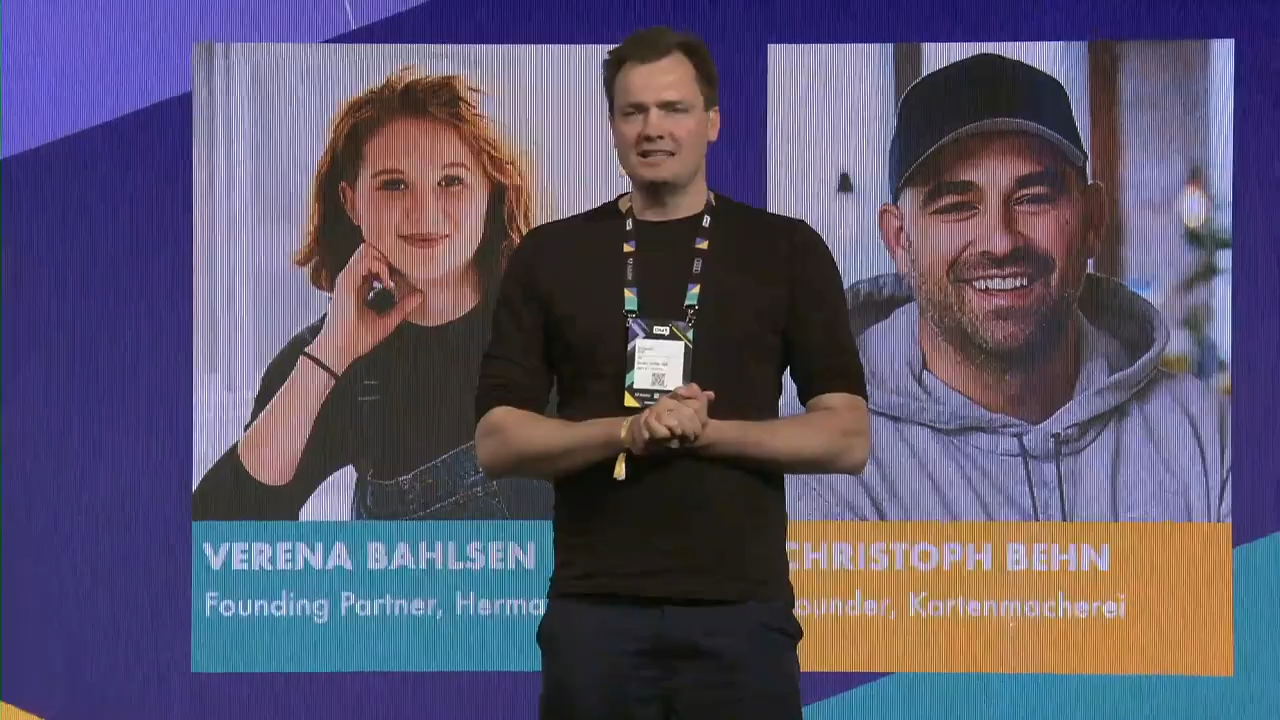 VERENA BAHLSEN
Founding Partner, Herma
CHRISTOPH BEHN
ounder, Kartenmacherei